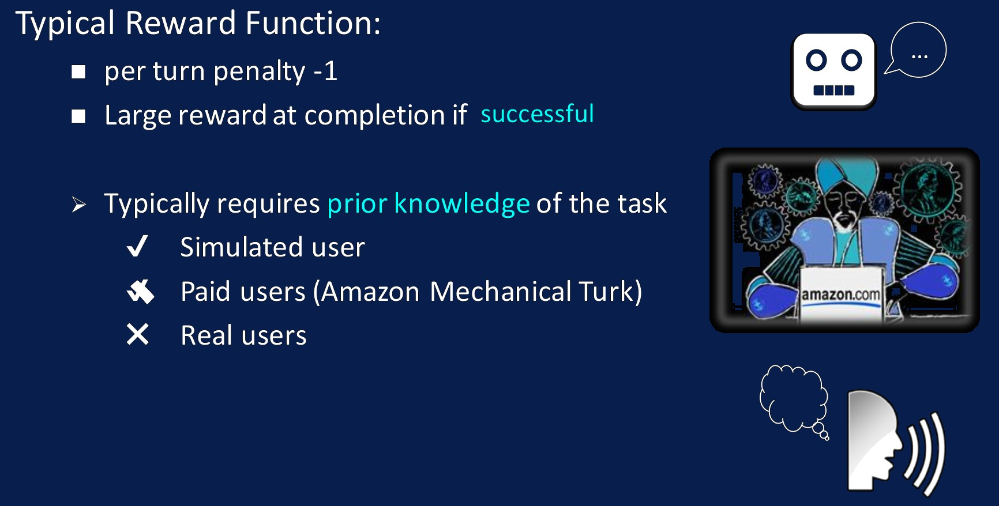 Typical Reward Function:
■ per turn penalty -1
■ Large reward at completion if successful
...
➢ Typically requires prior knowledge of the task
✔ Simulated user
Paid users (Amazon Mechanical Turk)
✕ Real users
amazon.com